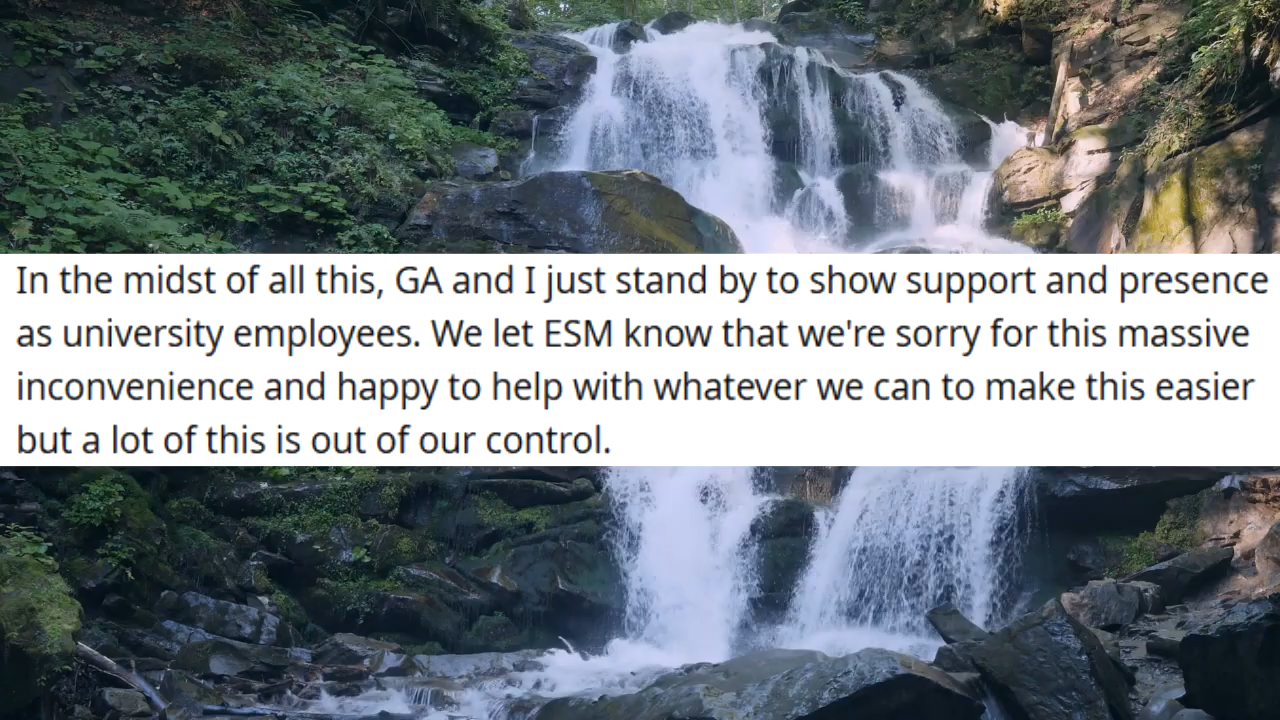 In the midst of all this, GA and I just stand by to show support and presence
as university employees. We let ESM know that we're sorry for this massive
inconvenience and happy to help with whatever we can to make this easier
but a lot of this is out of our control.